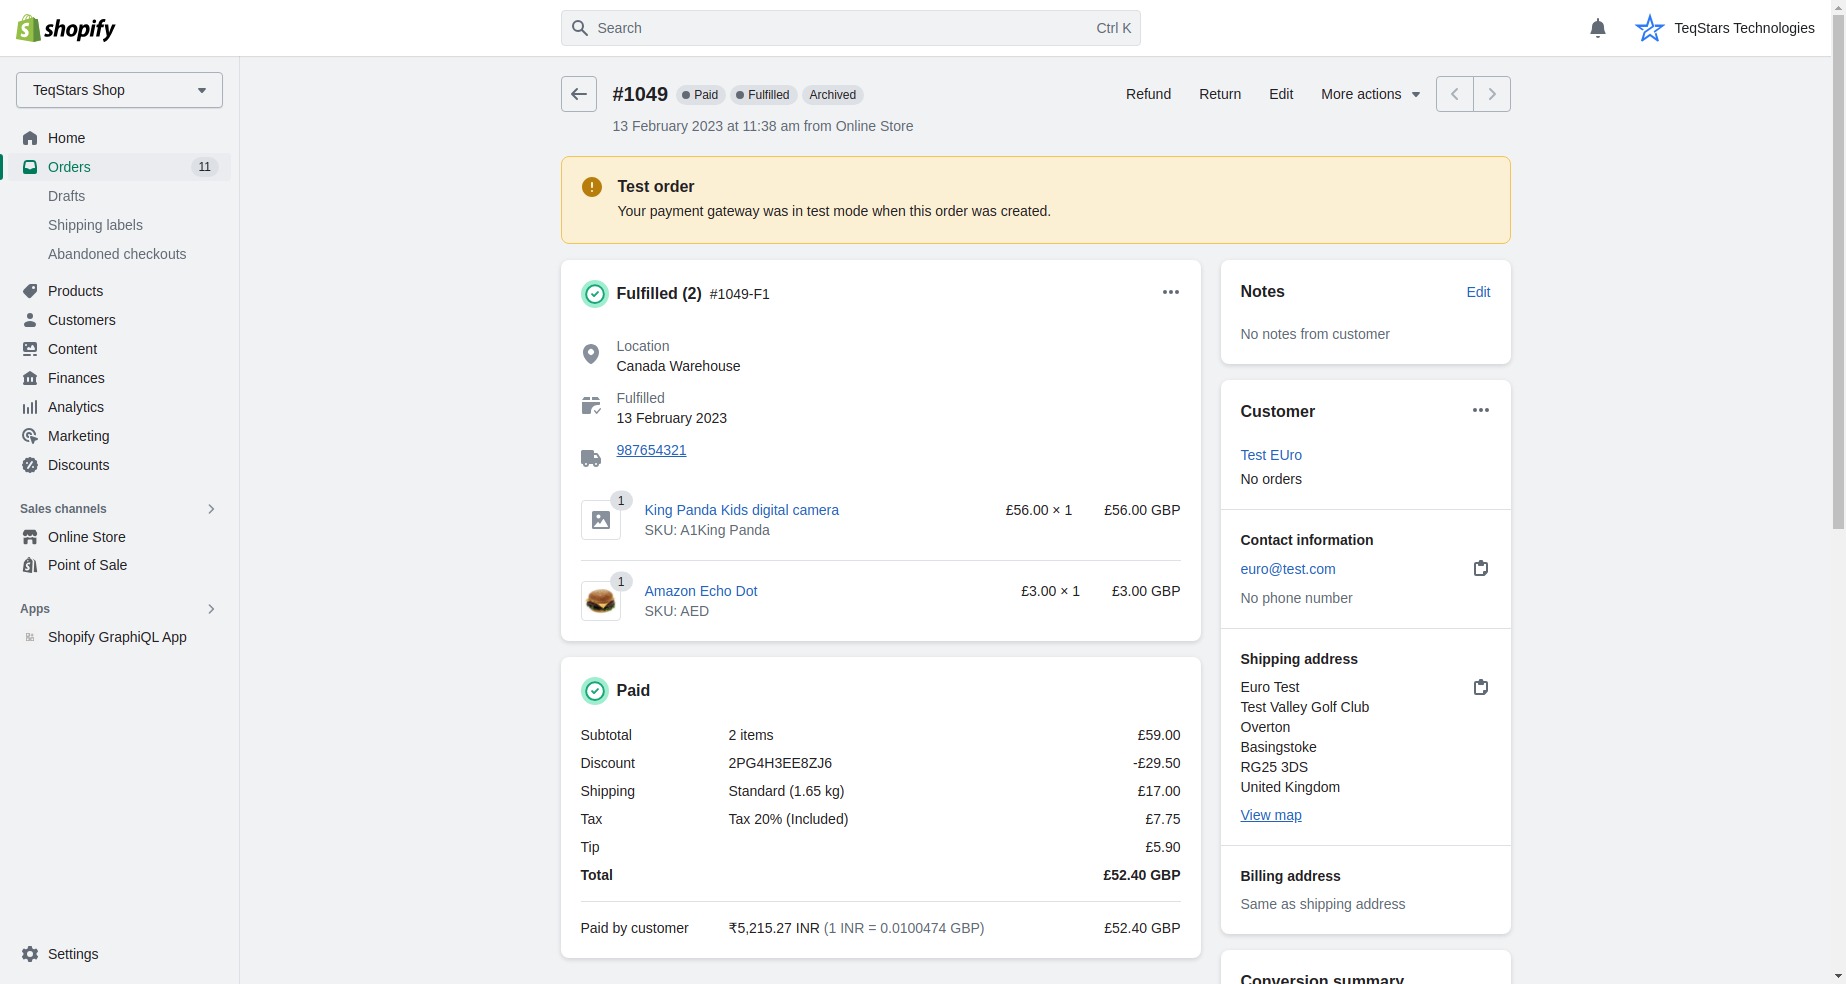 shopify
Search
Ctrl K
TeqStars Technologies
TeqStars Shop
Home
Orders
11
Drafts
Shipping labels
Abandoned checkouts
Products
Customers
Content
Finances
Analytics
Marketing
Discounts
Sales channels
Online Store
Point of Sale
Apps
Shopify GraphiQL App
Settings
#1049 Paid Fulfilled Archived
Refund Return Edit More actions
13 February 2023 at 11:38 am from Online Store
Test order
Your payment gateway was in test mode when this order was created.
Fulfilled (2) #1049-F1
Location
Canada Warehouse
Fulfilled
13 February 2023
987654321
1
King Panda Kids digital camera £56.00 × 1 £56.00 GBP
SKU: A1King Panda
1
Amazon Echo Dot £3.00 × 1 £3.00 GBP
SKU: AED
Paid
Subtotal 2 items £59.00
Discount 2PG4H3EE8ZJ6 -£29.50
Shipping Standard (1.65 kg) £17.00
Tax Tax 20% (Included) £7.75
Tip £5.90
Total £52.40 GBP
Paid by customer ₹5,215.27 INR (1 INR = 0.0100474 GBP) £52.40 GBP
Notes Edit
No notes from customer
Customer
Test EUro
No orders
Contact information
euro@test.com
No phone number
Shipping address
Euro Test
Test Valley Golf Club
Overton
Basingstoke
RG25 3DS
United Kingdom
View map
Billing address
Same as shipping address
Conversion summary